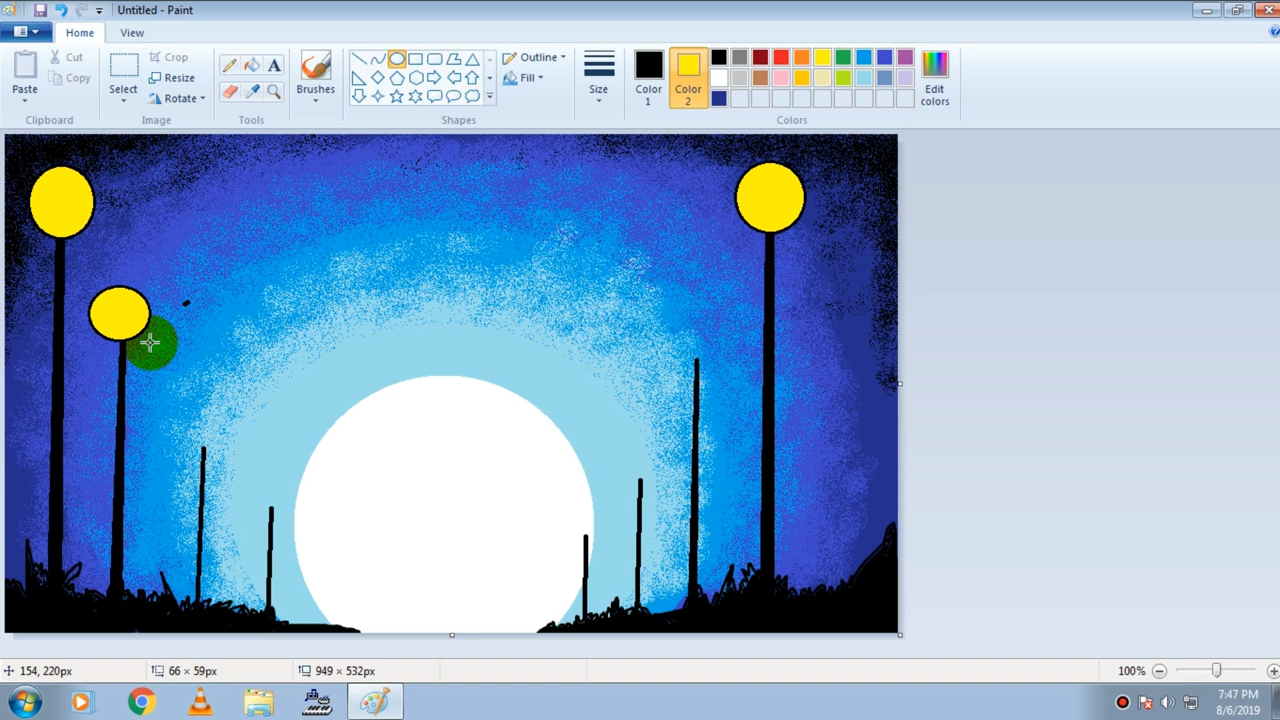 Untitled - Paint
Home View
Paste
Cut
Copy
Clipboard
Select
Crop
Resize
Rotate
Image
A
Tools
Brushes
Shapes
Outline
Fill
Size
Color 1
Color 2
Edit colors
Colors
154, 220px
66 × 59px
949 × 532px
100%
7:47 PM
8/6/2019